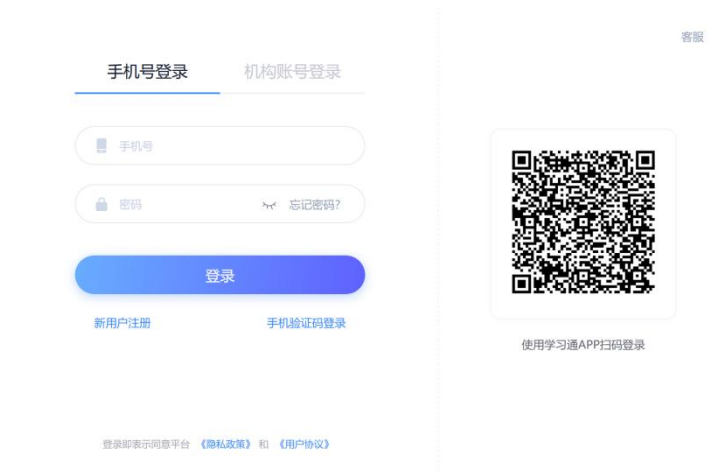 客服
手机号登录 机构账号登录
手机号
密码 忘记密码?
登录
新用户注册 手机验证码登录
使用学习通APP扫码登录
登录即表示同意平台 《隐私政策》 和 《用户协议》